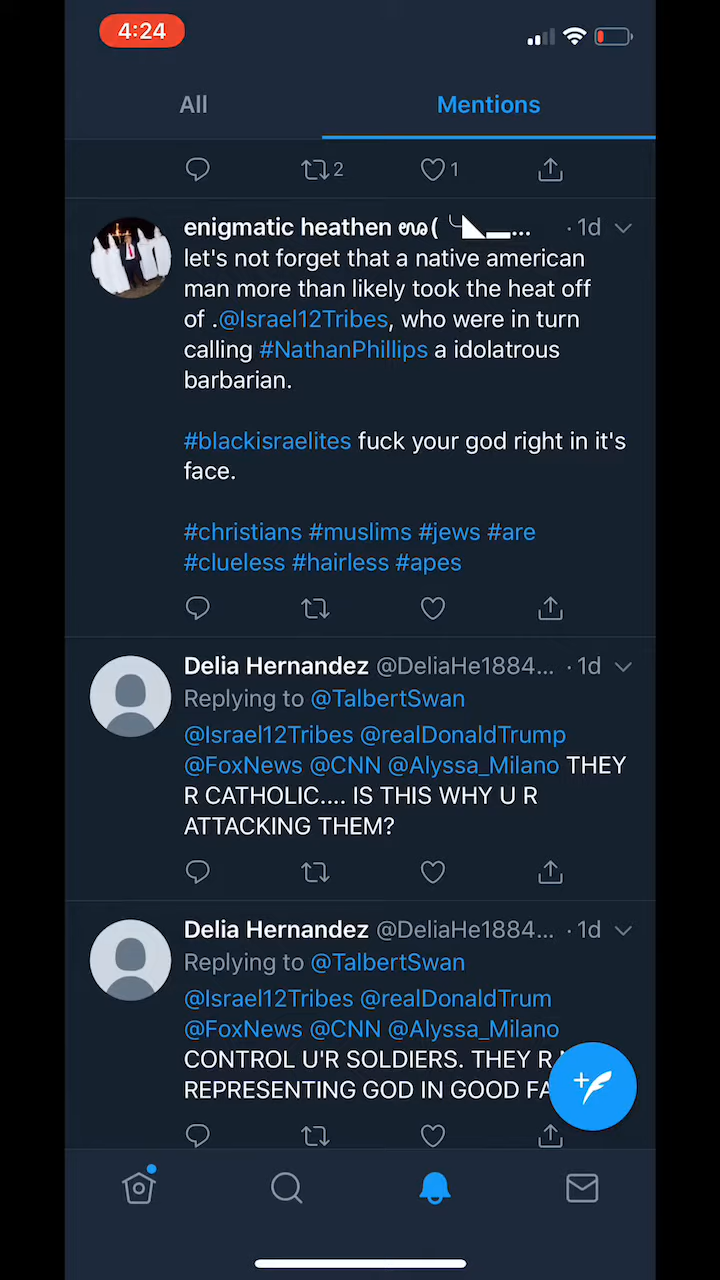 4:24
All
Mentions
2
1
enigmatic heathen ... · 1d
let's not forget that a native american
man more than likely took the heat off
of .@Israel12Tribes, who were in turn
calling #NathanPhillips a idolatrous
barbarian.
#blackisraelites fuck your god right in it's
face.
#christians #muslims #jews #are
#clueless #hairless #apes
Delia Hernandez @DeliaHe1884... · 1d
Replying to @TalbertSwan
@Israel12Tribes @realDonaldTrump
@FoxNews @CNN @Alyssa_Milano THEY
R CATHOLIC.... IS THIS WHY U R
ATTACKING THEM?
Delia Hernandez @DeliaHe1884... · 1d
Replying to @TalbertSwan
@Israel12Tribes @realDonaldTrum
@FoxNews @CNN @Alyssa_Milano
CONTROL U'R SOLDIERS. THEY R
REPRESENTING GOD IN GOOD FA